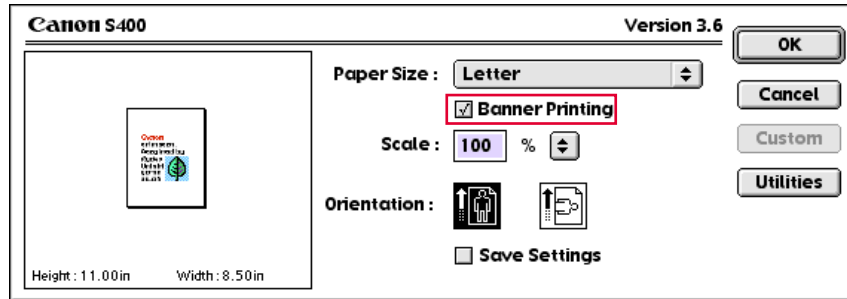 Canon S400
Version 3.6
OK
Paper Size : Letter
Cancel
Banner Printing
Scale : 100 %
Custom
Utilities
Orientation :
Save Settings
Canon
Height : 11.00in Width : 8.50in